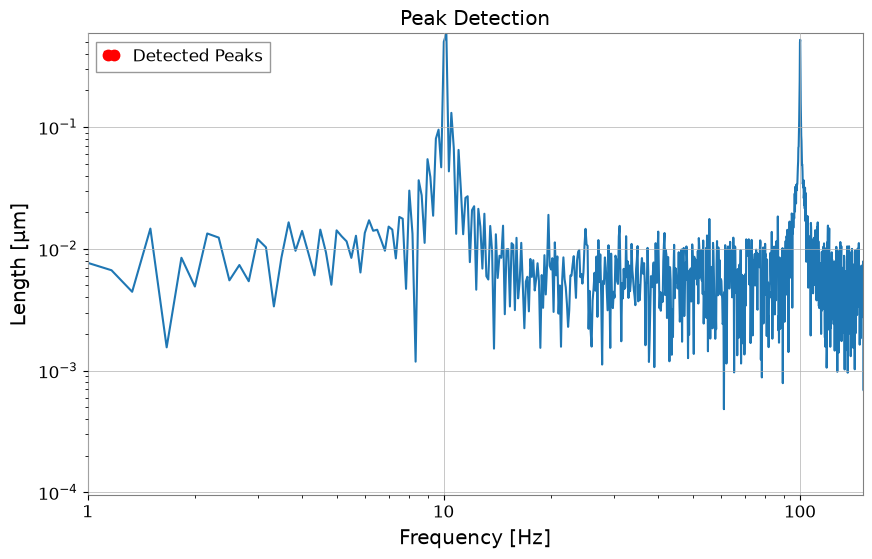 Peak Detection
Detected Peaks
10⁻¹
10⁻²
10⁻³
10⁻⁴
Length [µm]
1 10 100
Frequency [Hz]